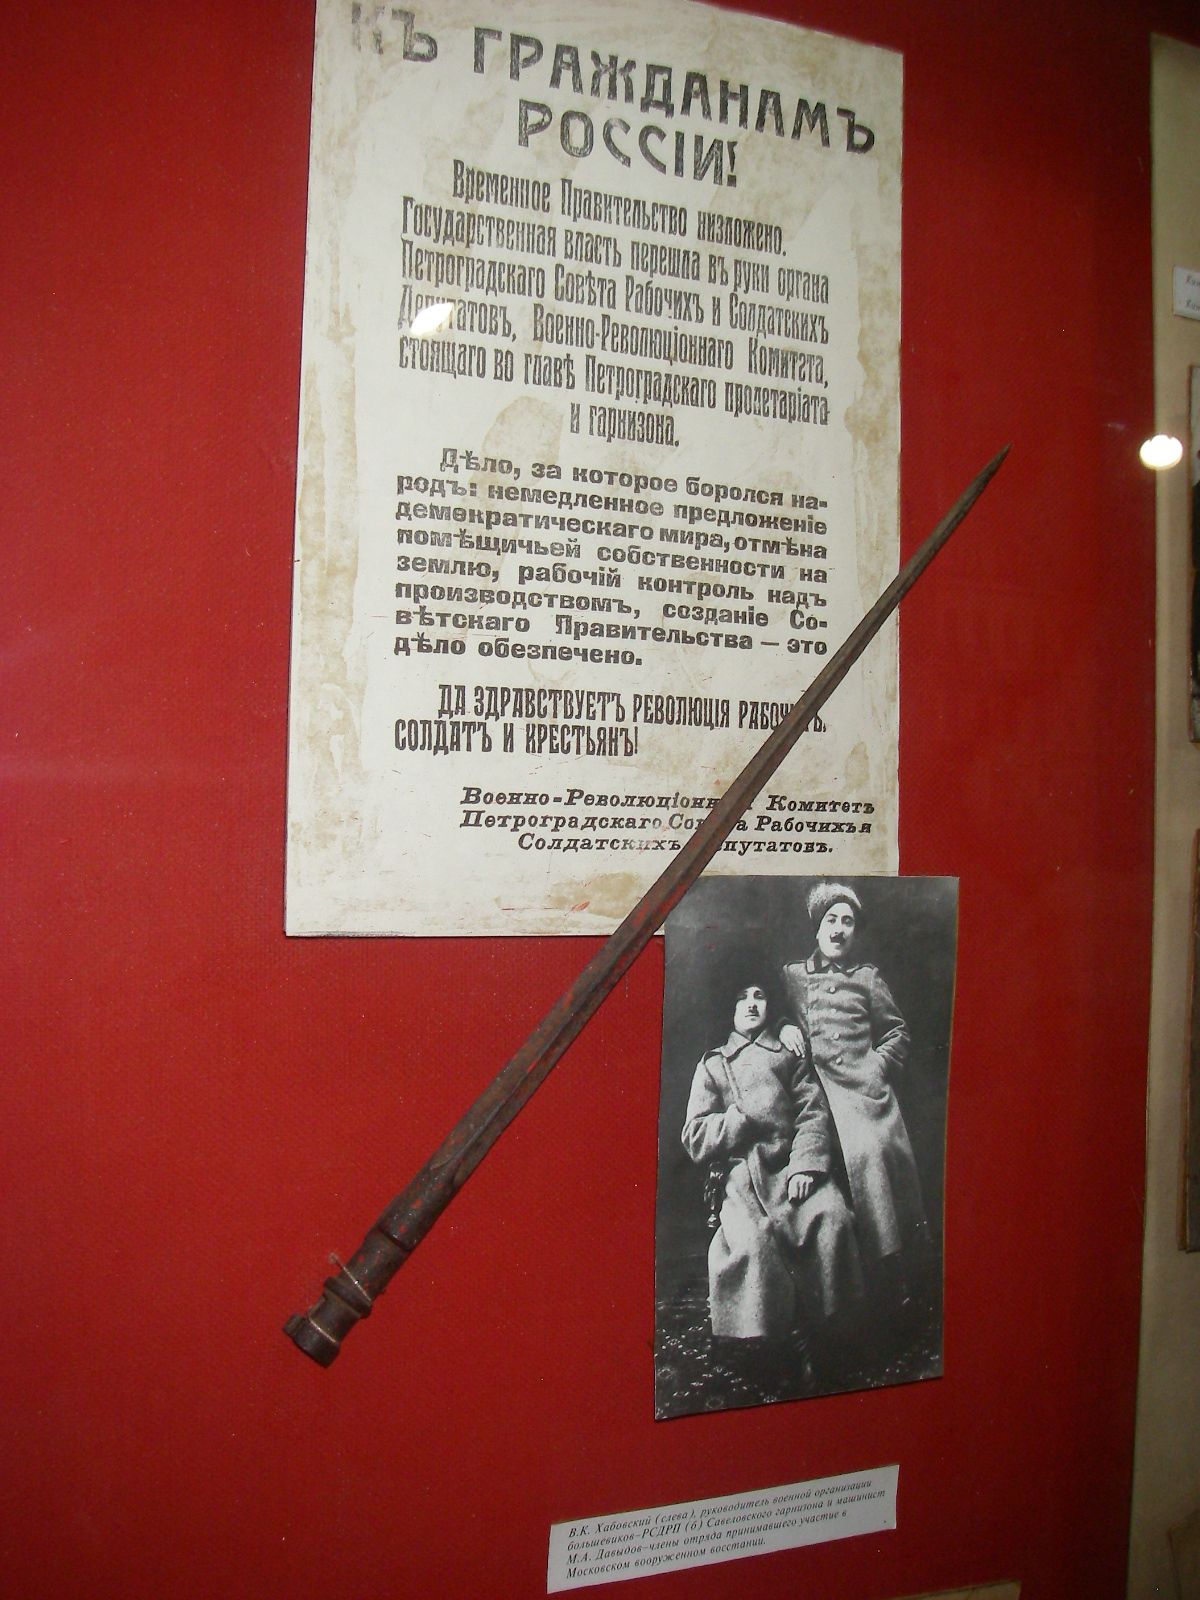 КЪ ГРАЖДАНАМЪ
РОССІИ!
Временное Правительство низложено.
Государственная власть перешла въ руки органа
Петроградскаго Совѣта Рабочихъ и Солдатскихъ
Депутатовъ, Военно-Революціоннаго Комитета,
стоящаго во главѣ Петроградскаго пролетаріата
и гарнизона.
Дѣло, за которое боролся на-
родъ: немедленное предложеніе
демократическаго мира, отмѣна
помѣщичьей собственности на
землю, рабочій контроль надъ
производствомъ, созданіе Со-
вѣтскаго Правительства — это
дѣло обезпечено.
ДА ЗДРАВСТВУЕТЪ РЕВОЛЮЦІЯ РАБОЧИХЪ,
СОЛДАТЪ И КРЕСТЬЯНЪ!
Военно-Революціонный Комитетъ
Петроградскаго Совѣта Рабочихъ и
Солдатскихъ Депутатовъ.
В.К. Хабовский (слева), руководитель военной организации
большевиков–РСДРП (б) Савеловского гарнизона и машинист
М.А. Давыдов–члены отряда принимавшего участие в
Московском вооруженном восстании.